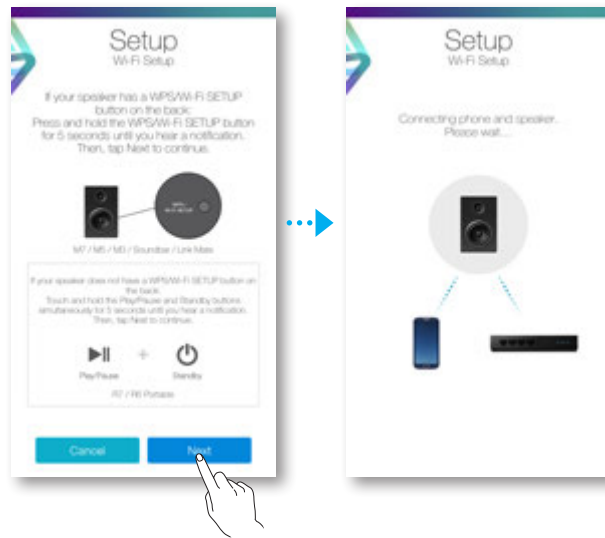 Setup
Wi-Fi Setup
If your speaker has a WPS/Wi-Fi SETUP
button on the back:
Press and hold the WPS/Wi-Fi SETUP button
for 5 seconds until you hear a notification.
Then, tap Next to continue.
WPS/
Wi-Fi SETUP
M7 / M5 / M3 / Soundbar / Link Mate
If your speaker does not have a WPS/Wi-Fi SETUP button on
the back:
Touch and hold the Play/Pause and Standby buttons
simultaneously for 5 seconds until you hear a notification.
Then, tap Next to continue.
+
Play/Pause
Standby
R7 / R6 Portable
Cancel
Next
Setup
Wi-Fi Setup
Connecting phone and speaker.
Please wait....